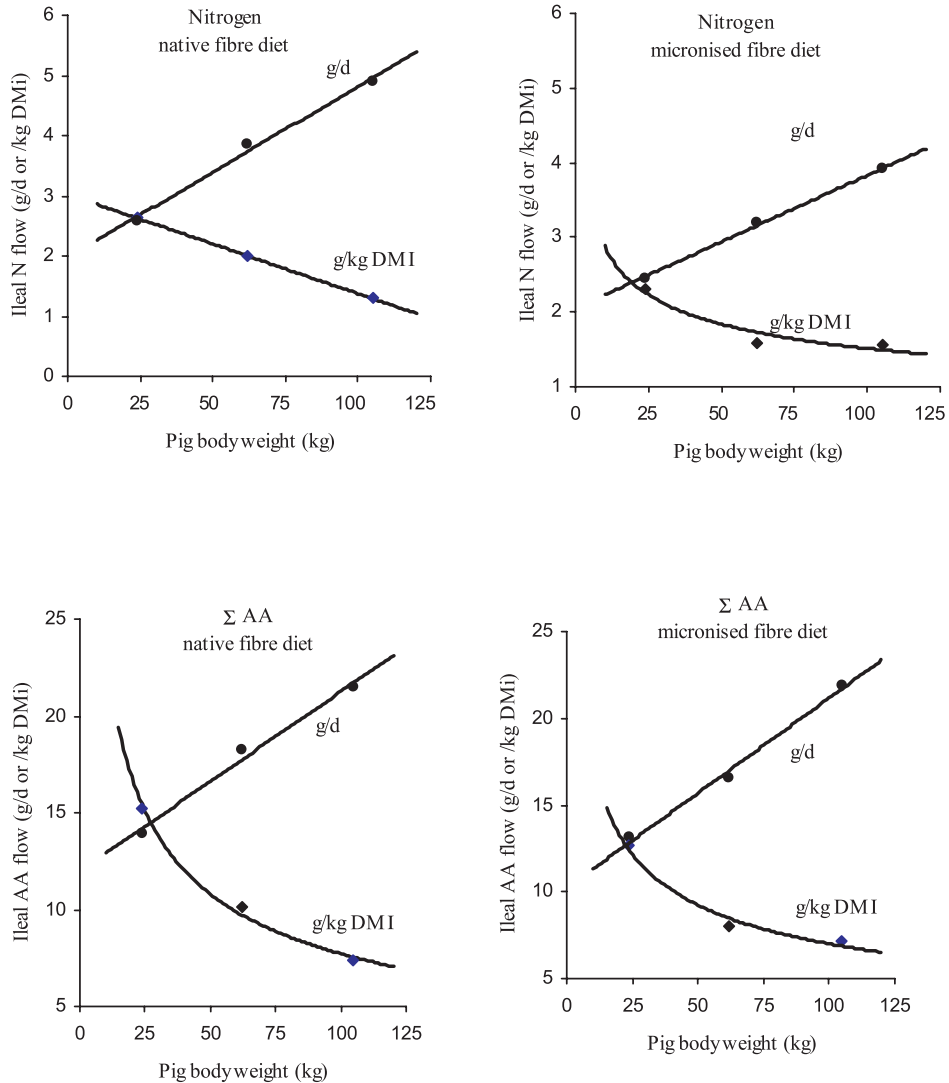 Nitrogen
native fibre diet
6
5
4
3
2
1
0
Ileal N flow (g/d or /kg DMi)
g/d
g/kg DMI
0 25 50 75 100 125
Pig bodyweight (kg)
Nitrogen
micronised fibre diet
6
5
4
3
2
1
Ileal N flow (g/d or /kg DMi)
g/d
g/kg DMI
0 25 50 75 100 125
Pig bodyweight (kg)
Σ AA
native fibre diet
25
20
15
10
5
Ileal AA flow (g/d or /kg DMi)
g/d
g/kg DMI
0 25 50 75 100 125
Pig bodyweight (kg)
Σ AA
micronised fibre diet
25
20
15
10
5
Ileal AA flow (g/d or /kg DMi)
g/d
g/kg DMI
0 25 50 75 100 125
Pig bodyweight (kg)